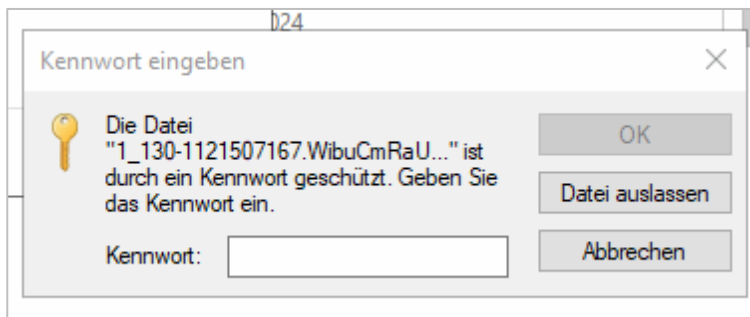 024
Kennwort eingeben
Die Datei
"1_130-1121507167.WibuCmRaU..." ist
durch ein Kennwort geschützt. Geben Sie
das Kennwort ein.
OK
Datei auslassen
Kennwort:
Abbrechen